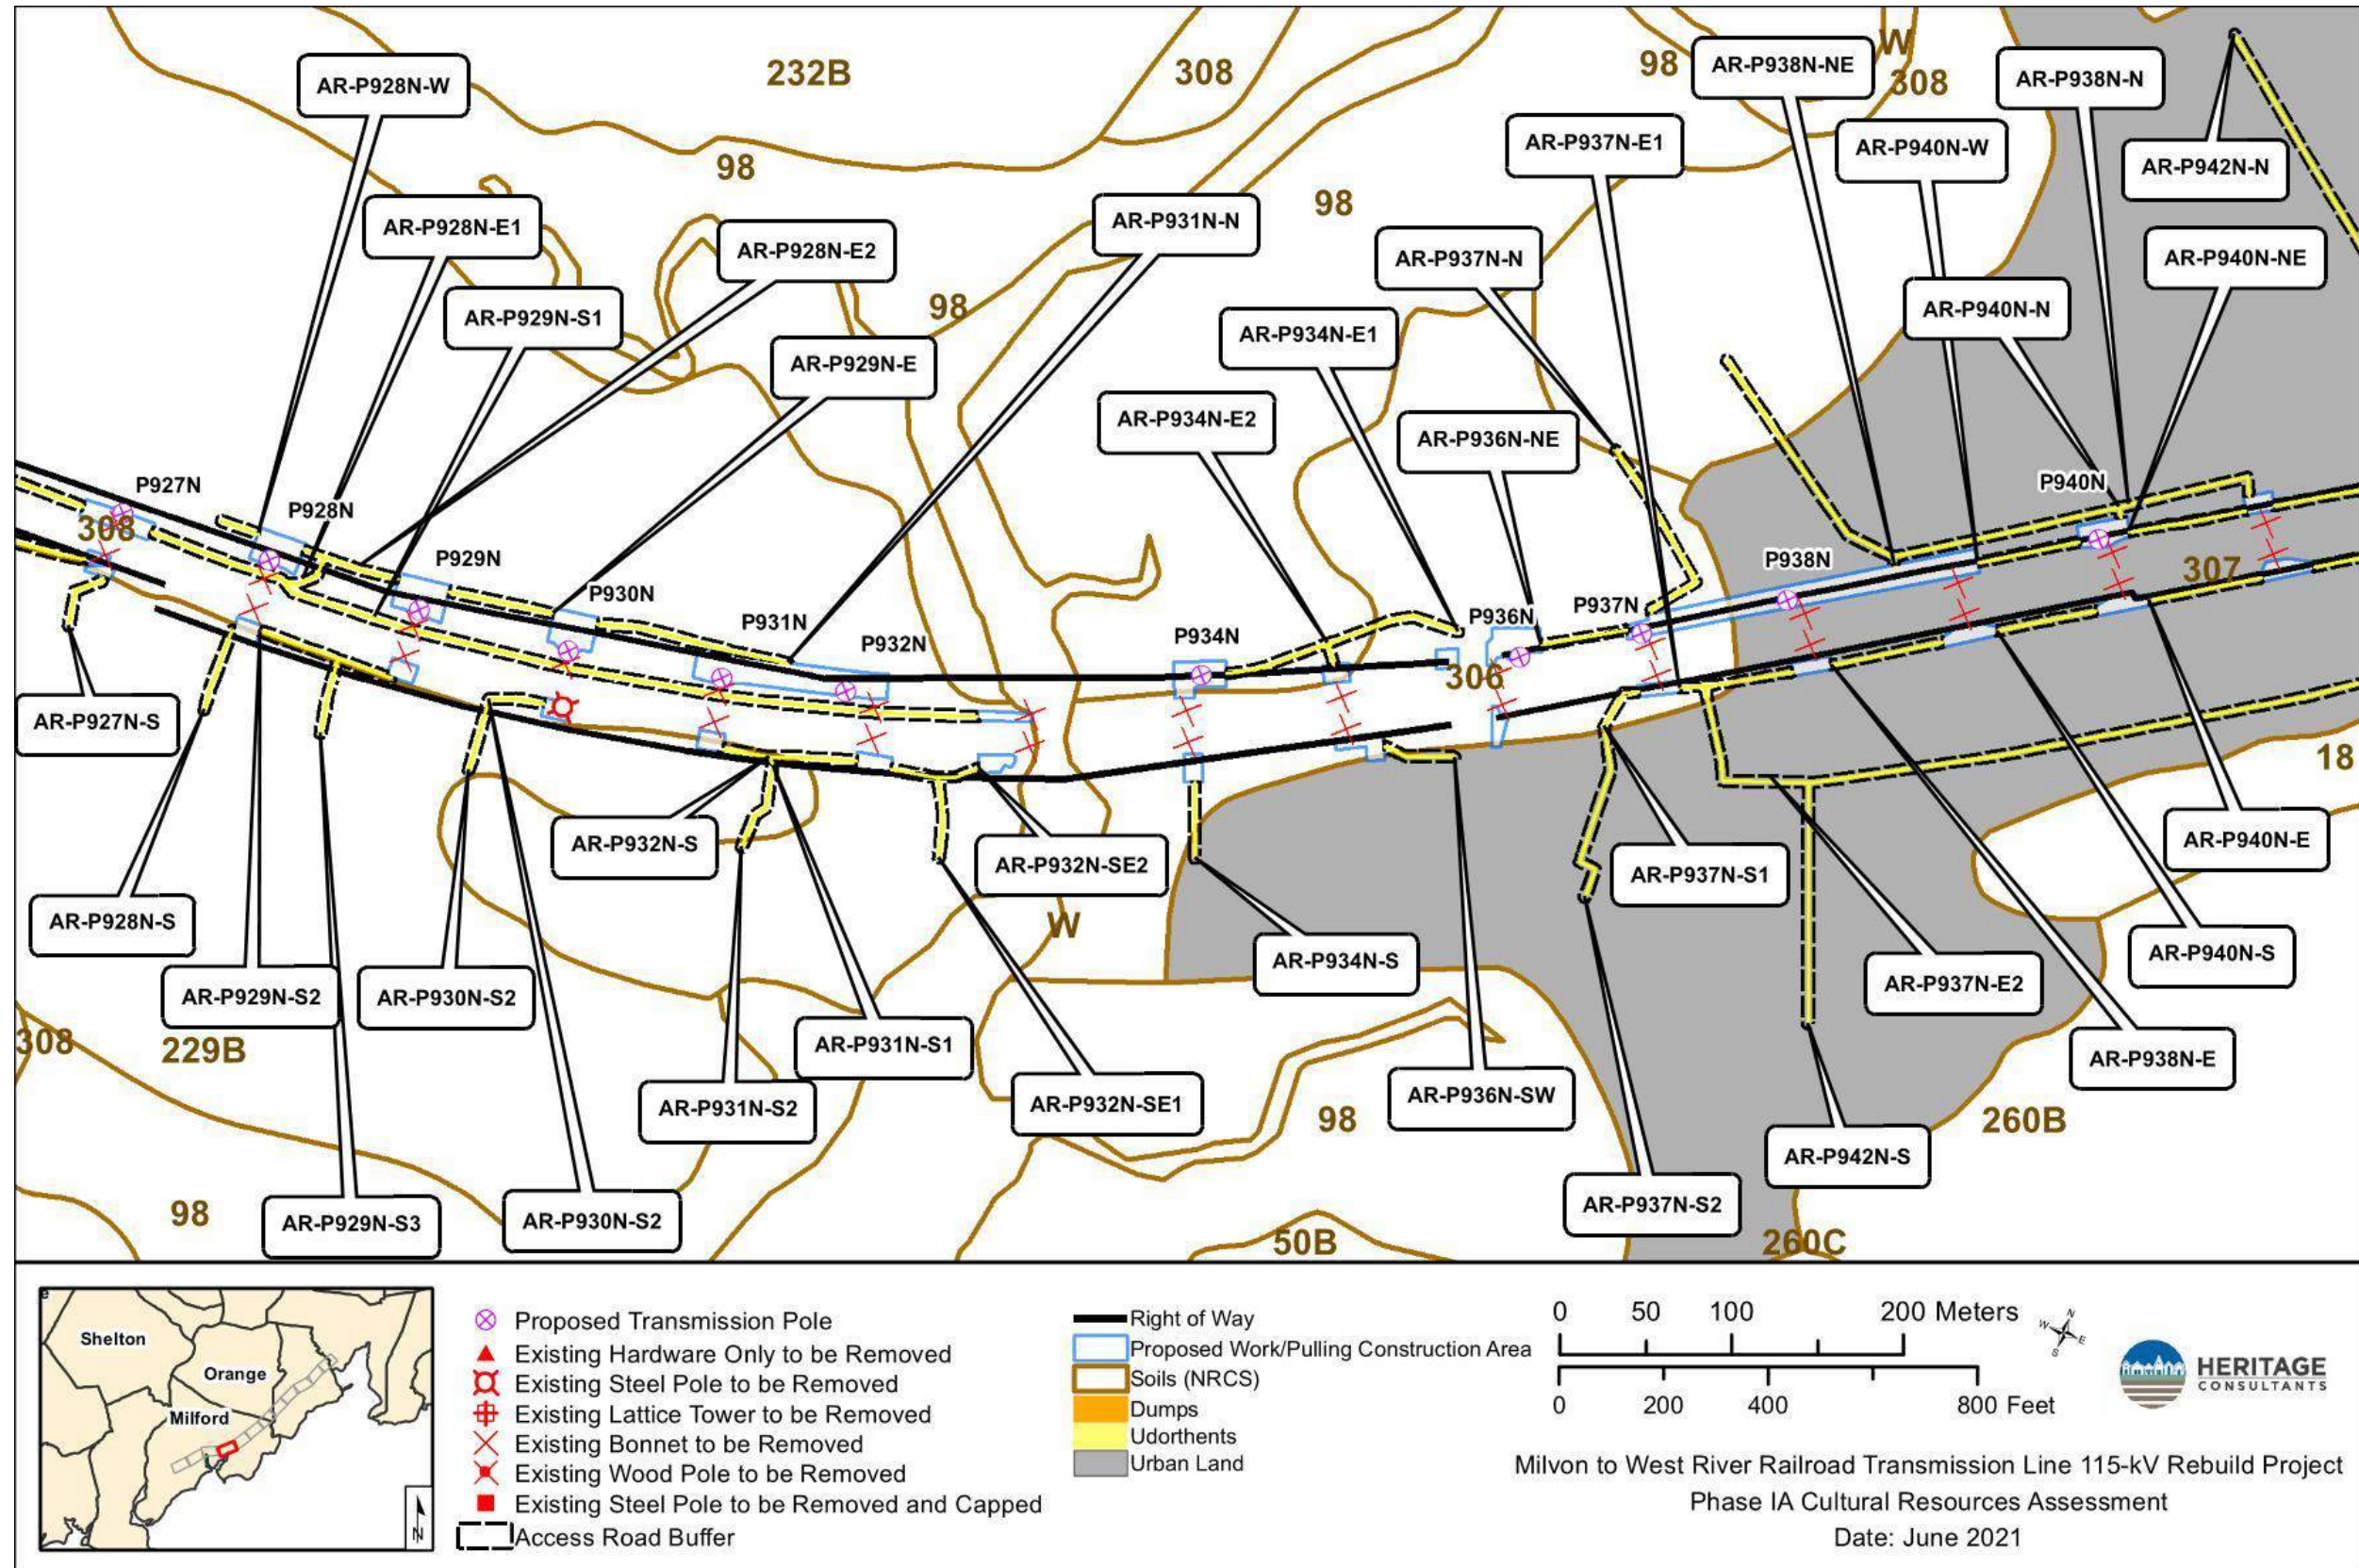 232B
308
98
AR-P938N-NE
W
308
AR-P928N-W
AR-P938N-N
AR-P937N-E1
AR-P940N-W
AR-P942N-N
98
98
AR-P928N-E1
AR-P931N-N
AR-P928N-E2
AR-P937N-N
AR-P940N-NE
AR-P929N-S1
98
AR-P940N-N
AR-P934N-E1
AR-P929N-E
AR-P934N-E2
AR-P936N-NE
P927N
P928N
308
P940N
P929N
P938N
307
P930N
P931N
P932N
P934N
P936N
P937N
306
AR-P927N-S
18
AR-P932N-S
AR-P932N-SE2
AR-P937N-S1
AR-P940N-E
AR-P928N-S
W
AR-P934N-S
AR-P940N-S
AR-P929N-S2
AR-P930N-S2
AR-P937N-E2
308
229B
AR-P931N-S1
AR-P938N-E
AR-P931N-S2
AR-P932N-SE1
98
AR-P936N-SW
260B
AR-P942N-S
98
AR-P929N-S3
AR-P930N-S2
AR-P937N-S2
50B
260C
e
Shelton
Orange
Milford
N
Proposed Transmission Pole
Existing Hardware Only to be Removed
Existing Steel Pole to be Removed
Existing Lattice Tower to be Removed
Existing Bonnet to be Removed
Existing Wood Pole to be Removed
Existing Steel Pole to be Removed and Capped
Access Road Buffer
Right of Way
Proposed Work/Pulling Construction Area
Soils (NRCS)
Dumps
Udorthents
Urban Land
0 50 100 200 Meters
0 200 400 800 Feet
N
W
E
S
HERITAGE
CONSULTANTS
Milvon to West River Railroad Transmission Line 115-kV Rebuild Project
Phase IA Cultural Resources Assessment
Date: June 2021